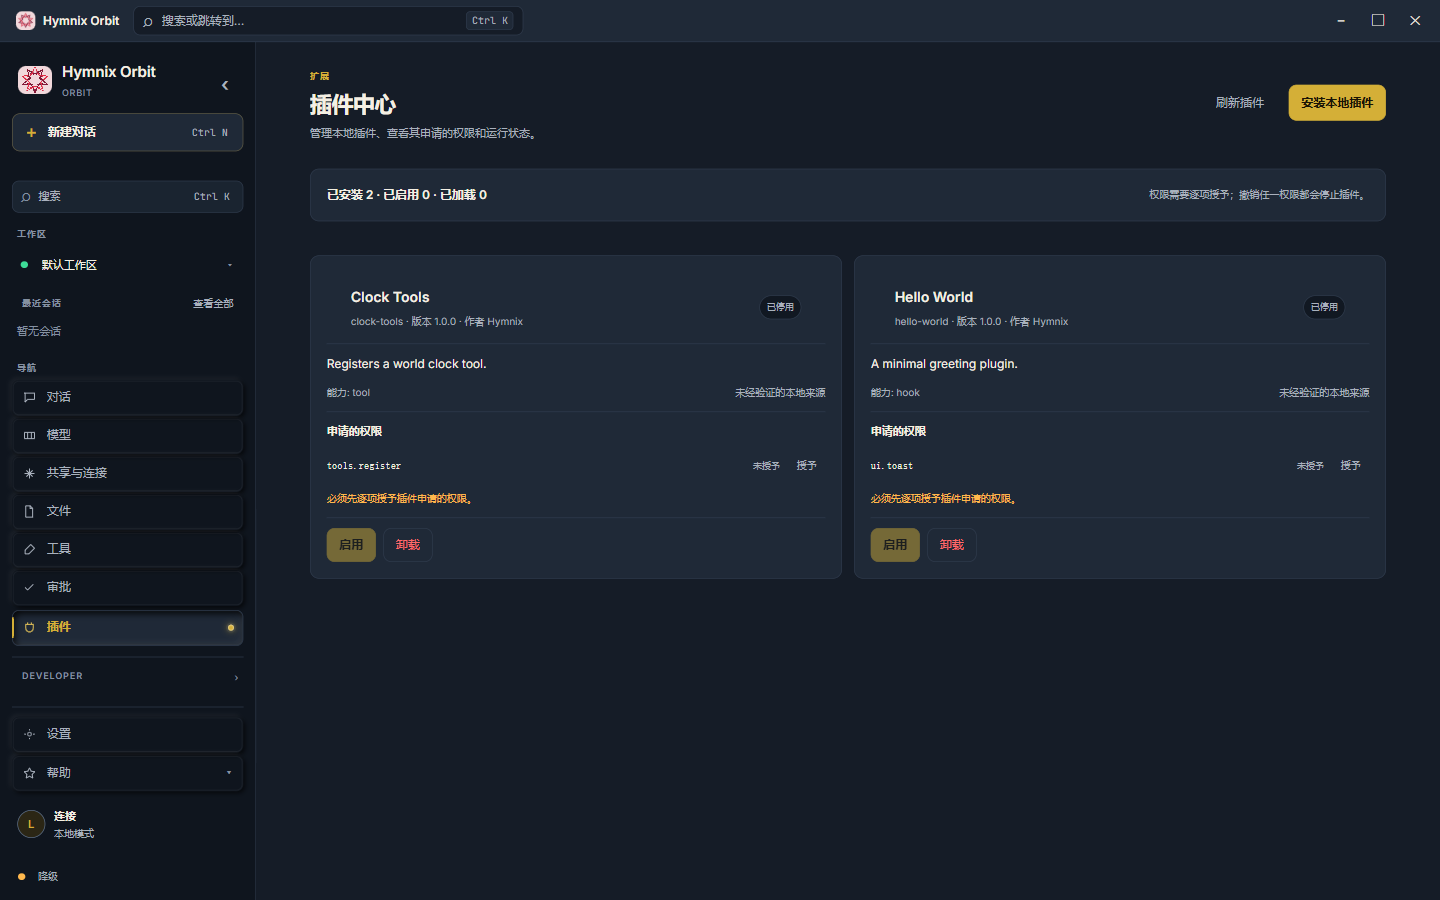 Hymnix Orbit
搜索或跳转到...
Ctrl K
Hymnix Orbit
ORBIT
新建对话
Ctrl N
搜索
Ctrl K
工作区
默认工作区
最近会话
查看全部
暂无会话
导航
对话
模型
共享与连接
文件
工具
审批
插件
DEVELOPER
设置
帮助
L
连接
本地模式
降级
扩展
插件中心
管理本地插件、查看其申请的权限和运行状态。
刷新插件
安装本地插件
已安装 2 · 已启用 0 · 已加载 0
权限需要逐项授予；撤销任一权限都会停止插件。
Clock Tools
clock-tools · 版本 1.0.0 · 作者 Hymnix
已停用
Registers a world clock tool.
能力: tool
未经验证的本地来源
申请的权限
tools.register
未授予
授予
必须先逐项授予插件申请的权限。
启用
卸载
Hello World
hello-world · 版本 1.0.0 · 作者 Hymnix
已停用
A minimal greeting plugin.
能力: hook
未经验证的本地来源
申请的权限
ui.toast
未授予
授予
必须先逐项授予插件申请的权限。
启用
卸载